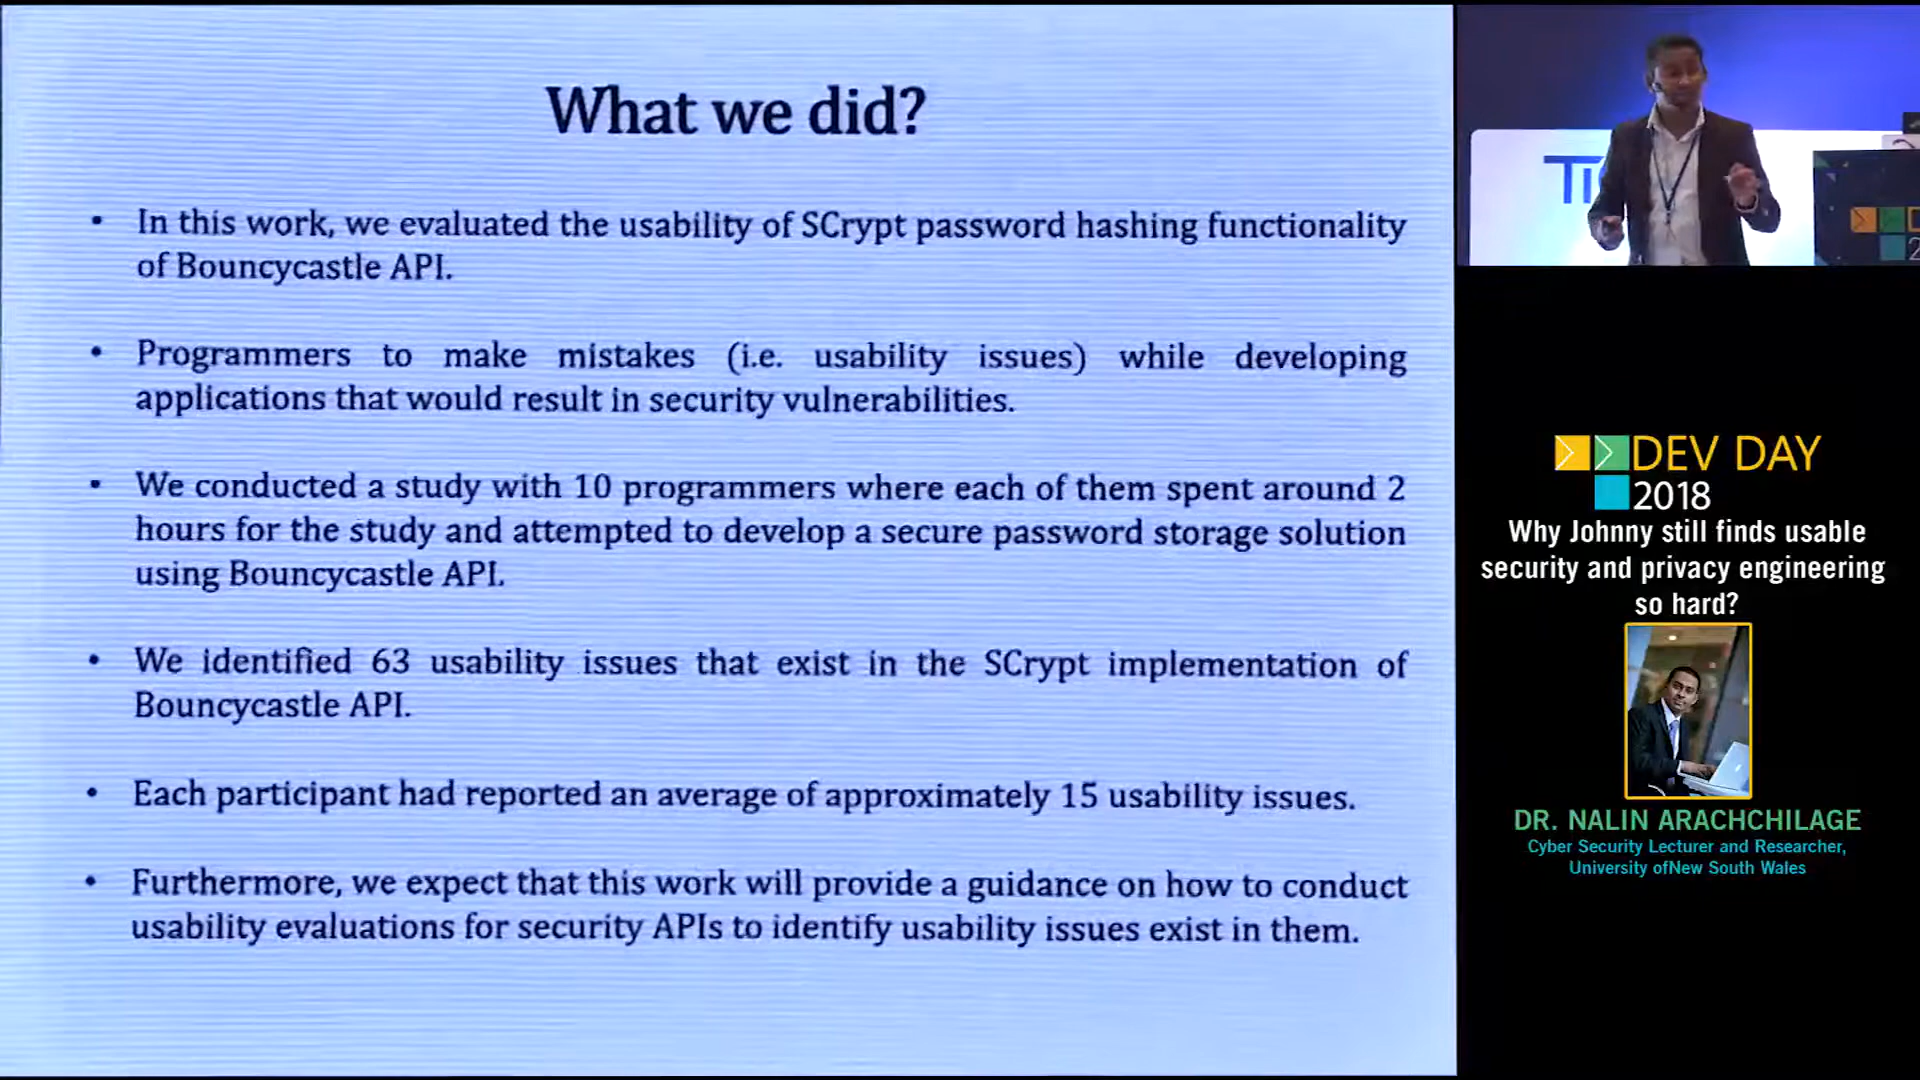 What we did?
• In this work, we evaluated the usability of SCrypt password hashing functionality
of Bouncycastle API.
• Programmers to make mistakes (i.e. usability issues) while developing
applications that would result in security vulnerabilities.
• We conducted a study with 10 programmers where each of them spent around 2
hours for the study and attempted to develop a secure password storage solution
using Bouncycastle API.
• We identified 63 usability issues that exist in the SCrypt implementation of
Bouncycastle API.
• Each participant had reported an average of approximately 15 usability issues.
• Furthermore, we expect that this work will provide a guidance on how to conduct
usability evaluations for security APIs to identify usability issues exist in them.
DEV DAY
2018
Why Johnny still finds usable
security and privacy engineering
so hard?
DR. NALIN ARACHCHILAGE
Cyber Security Lecturer and Researcher,
University ofNew South Wales